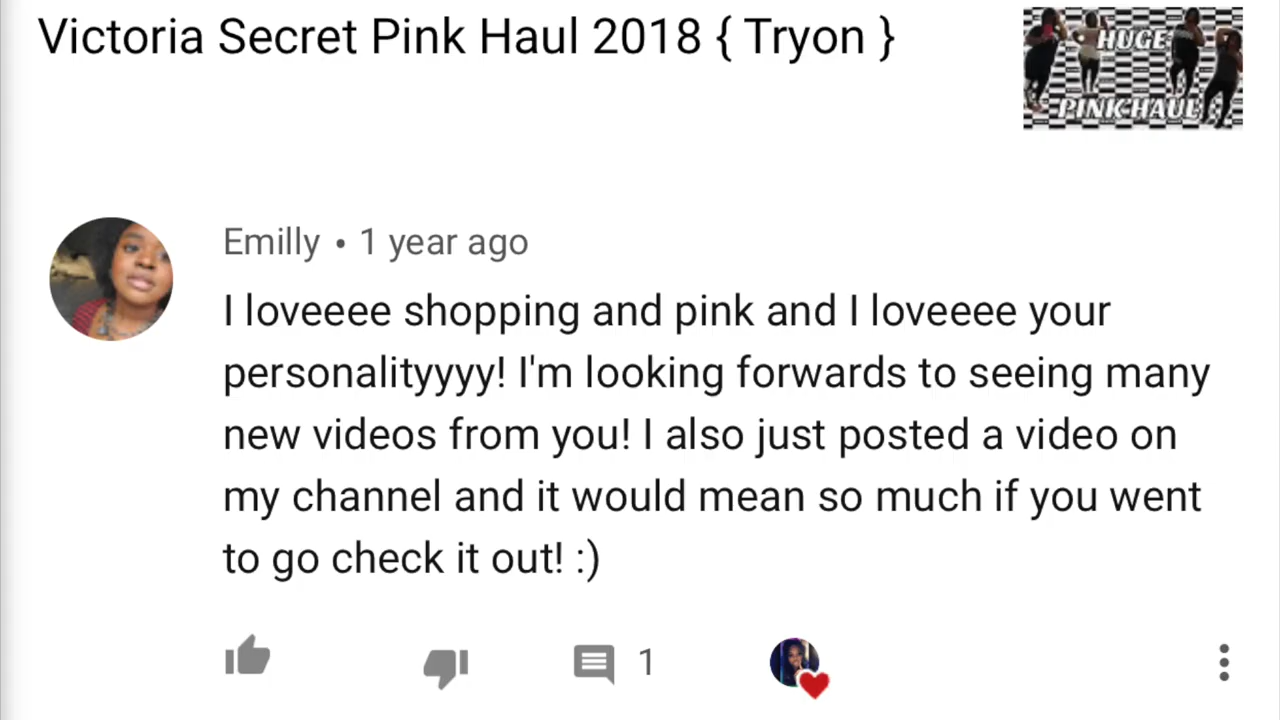 Victoria Secret Pink Haul 2018 { Tryon }
HUGE
PINK HAUL
Emilly • 1 year ago
I loveeee shopping and pink and I loveeee your
personalityyyy! I'm looking forwards to seeing many
new videos from you! I also just posted a video on
my channel and it would mean so much if you went
to go check it out! :)
1